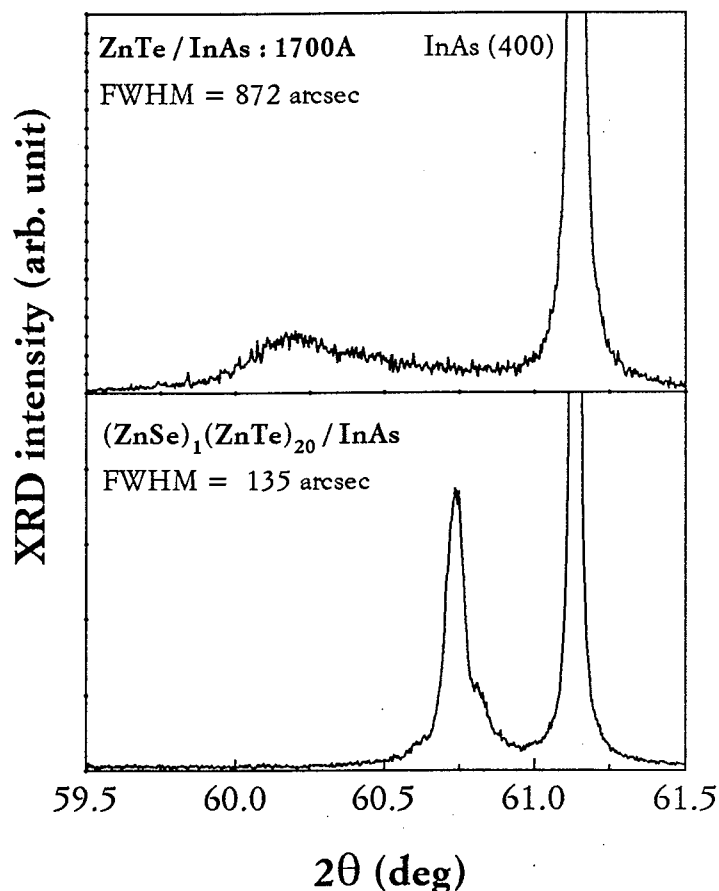 ZnTe / InAs : 1700A InAs (400)
FWHM = 872 arcsec
XRD intensity (arb. unit)
(ZnSe)₁(ZnTe)₂₀ / InAs
FWHM = 135 arcsec
59.5 60.0 60.5 61.0 61.5
2θ (deg)